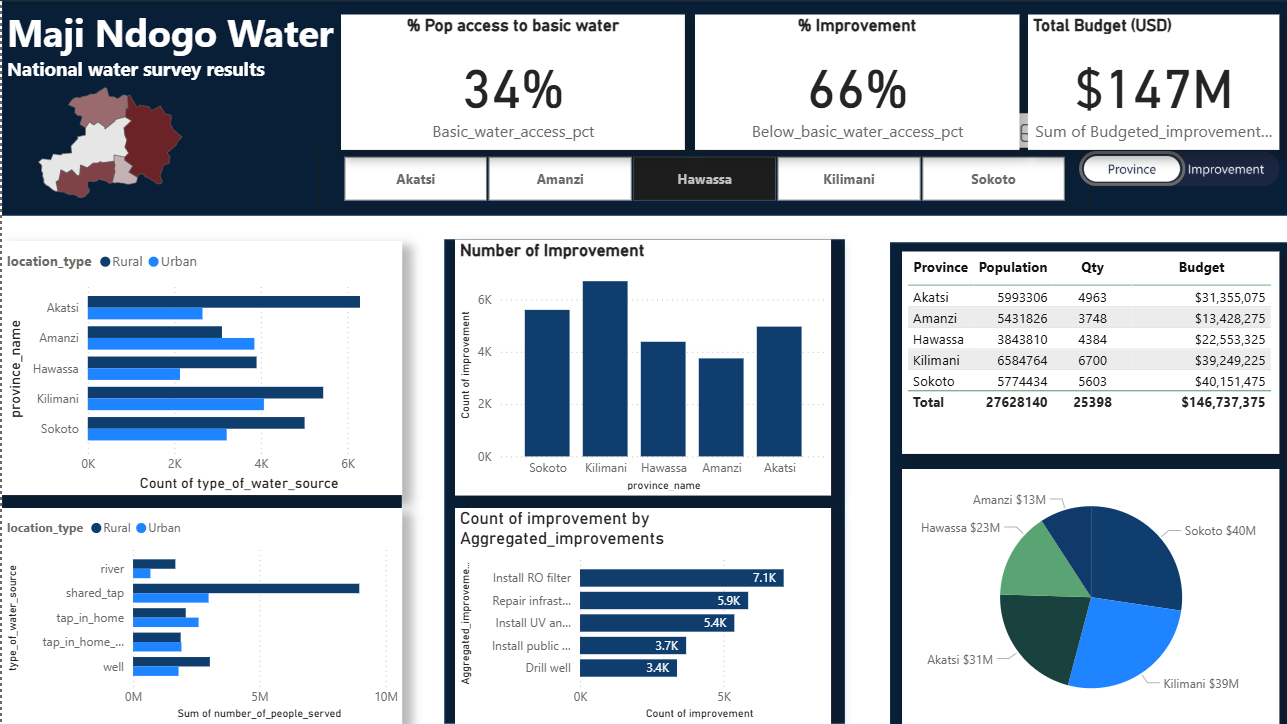 Maji Ndogo Water
National water survey results
% Pop access to basic water
34%
Basic_water_access_pct
% Improvement
66%
Below_basic_water_access_pct
Total Budget (USD)
$147M
Sum of Budgeted_improvement...
Akatsi Amanzi Hawassa Kilimani Sokoto
Province Improvement
location_type Rural Urban
province_name
Akatsi
Amanzi
Hawassa
Kilimani
Sokoto
0K 2K 4K 6K
Count of type_of_water_source
location_type Rural Urban
type_of_water_source
river
shared_tap
tap_in_home
tap_in_home_...
well
0M 5M 10M
Sum of number_of_people_served
Number of Improvement
Count of improvement
6K
4K
2K
0K
Sokoto Kilimani Hawassa Amanzi Akatsi
province_name
Count of improvement by
Aggregated_improvements
Aggregated_improveme...
Install RO filter 7.1K
Repair infrast... 5.9K
Install UV an... 5.4K
Install public ... 3.7K
Drill well 3.4K
0K 5K
Count of improvement
Province Population Qty Budget
Akatsi 5993306 4963 $31,355,075
Amanzi 5431826 3748 $13,428,275
Hawassa 3843810 4384 $22,553,325
Kilimani 6584764 6700 $39,249,225
Sokoto 5774434 5603 $40,151,475
Total 27628140 25398 $146,737,375
Amanzi $13M
Hawassa $23M
Sokoto $40M
Akatsi $31M
Kilimani $39M